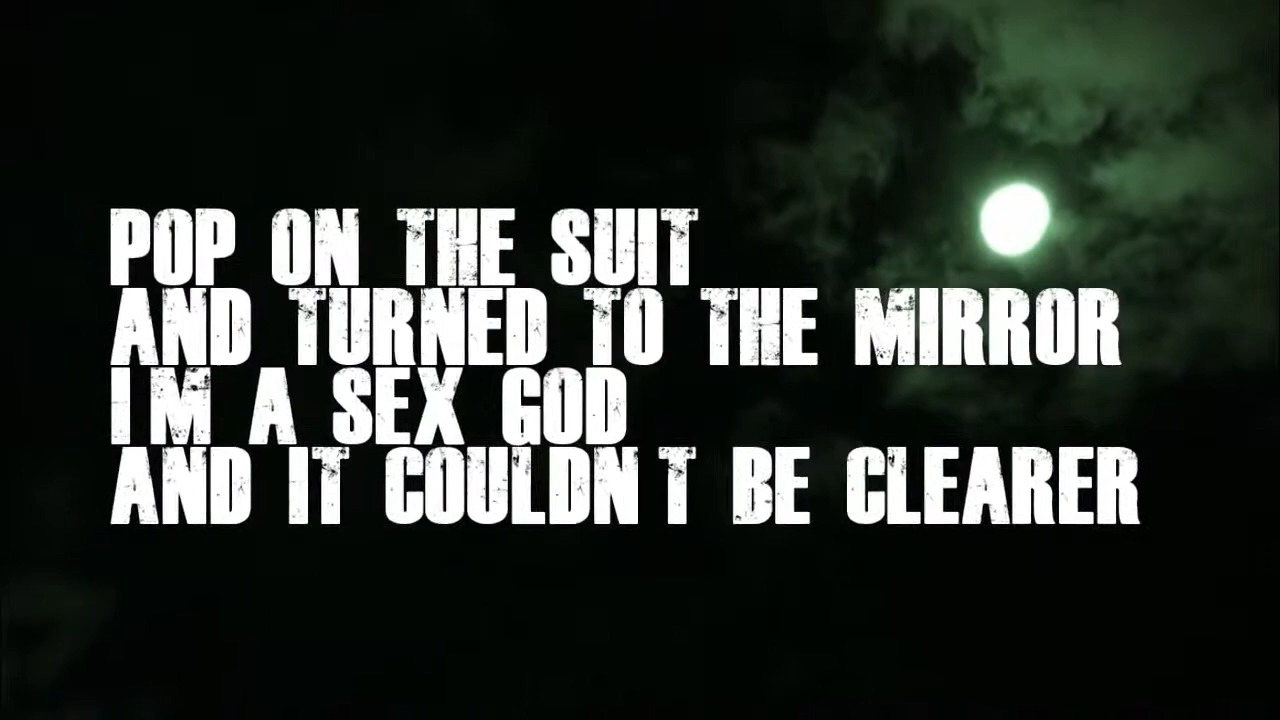 POP ON THE SUIT
AND TURNED TO THE MIRROR
I M A SEX GOD
AND IT COULDN T BE CLEARER